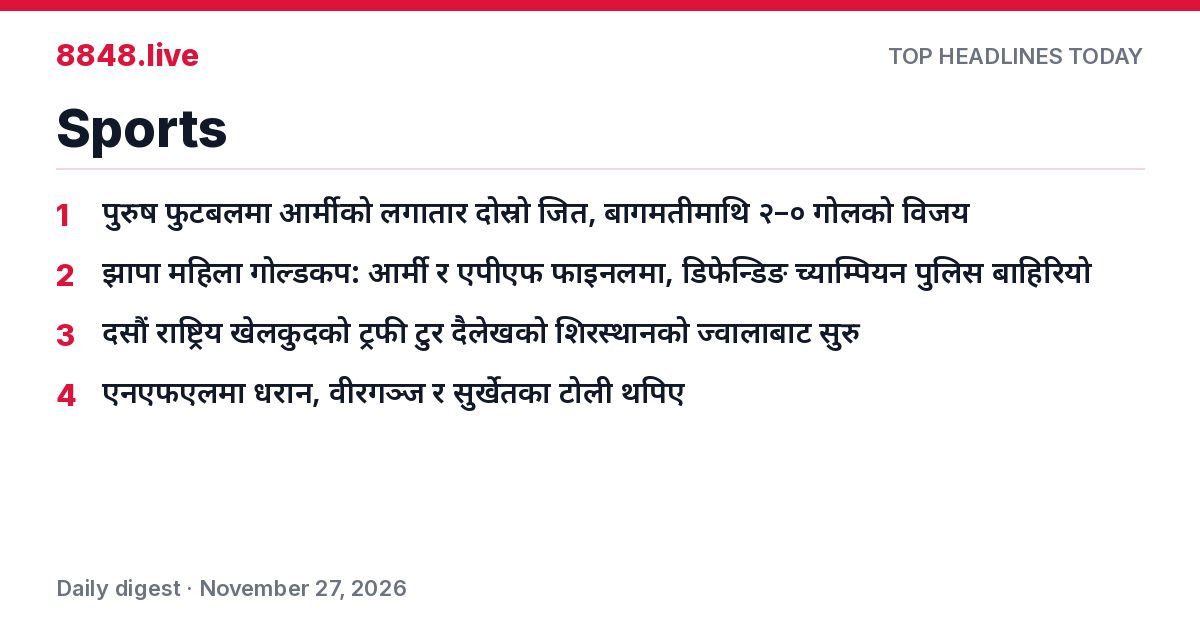 8848.live
TOP HEADLINES TODAY
Sports
1 पुरुष फुटबलमा आर्मीको लगातार दोस्रो जित, बागमतीमाथि २–० गोलको विजय
2 झापा महिला गोल्डकप: आर्मी र एपीएफ फाइनलमा, डिफेन्डिङ च्याम्पियन पुलिस बाहिरियो
3 दसौं राष्ट्रिय खेलकुदको ट्रफी टुर दैलेखको शिरस्थानको ज्वालाबाट सुरु
4 एनएफएलमा धरान, वीरगञ्ज र सुर्खेतका टोली थपिए
Daily digest · November 27, 2026